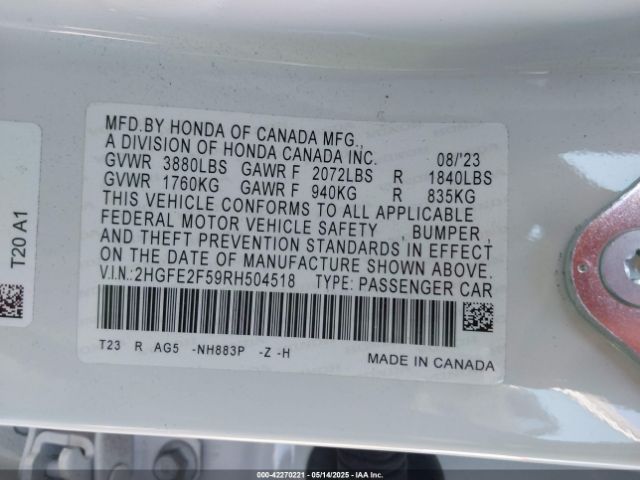 MFD.BY HONDA OF CANADA MFG.,
A DIVISION OF HONDA CANADA INC. 08/'23
GVWR 3880LBS GAWR F 2072LBS R 1840LBS
GVWR 1760KG GAWR F 940KG R 835KG
THIS VEHICLE CONFORMS TO ALL APPLICABLE
FEDERAL MOTOR VEHICLE SAFETY , BUMPER ,
AND THEFT PREVENTION STANDARDS IN EFFECT
ON THE DATE OF MANUFACTURE SHOWN ABOVE.
V.I.N.:2HGFE2F59RH504518 TYPE: PASSENGER CAR
T23 R AG5 -NH883P -Z -H
MADE IN CANADA
T20 A1
000-42270221 - 05/14/2025 - IAA Inc.